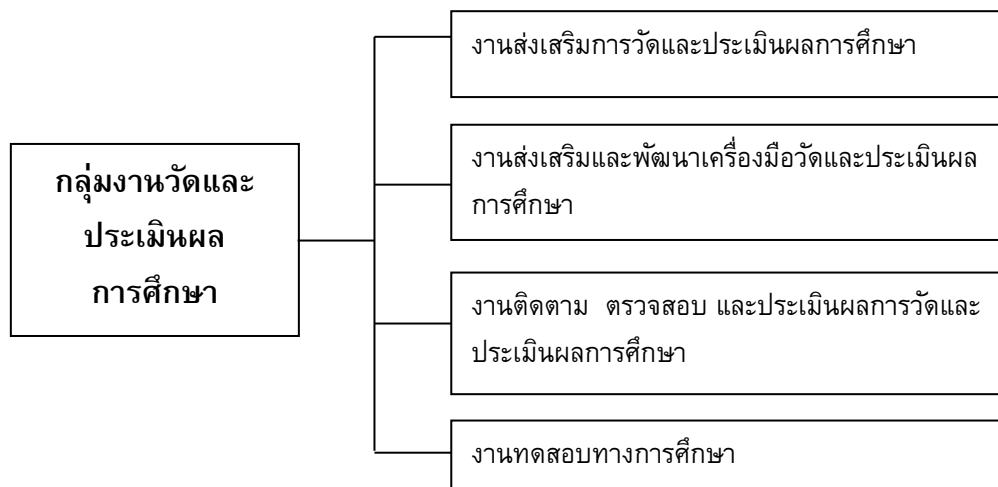 กลุ่มงานวัดและ
ประเมินผล
การศึกษา
งานส่งเสริมการวัดและประเมินผลการศึกษา
งานส่งเสริมและพัฒนาเครื่องมือวัดและประเมินผล
การศึกษา
งานติดตาม ตรวจสอบ และประเมินผลการวัดและ
ประเมินผลการศึกษา
งานทดสอบทางการศึกษา